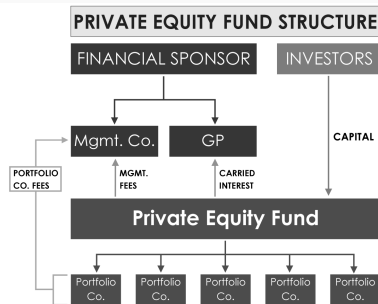 PRIVATE EQUITY FUND STRUCTURE
FINANCIAL SPONSOR
INVESTORS
Mgmt. Co.
GP
CAPITAL
PORTFOLIO
CO. FEES
MGMT.
FEES
CARRIED
INTEREST
Private Equity Fund
Portfolio
Co.
Portfolio
Co.
Portfolio
Co.
Portfolio
Co.
Portfolio
Co.